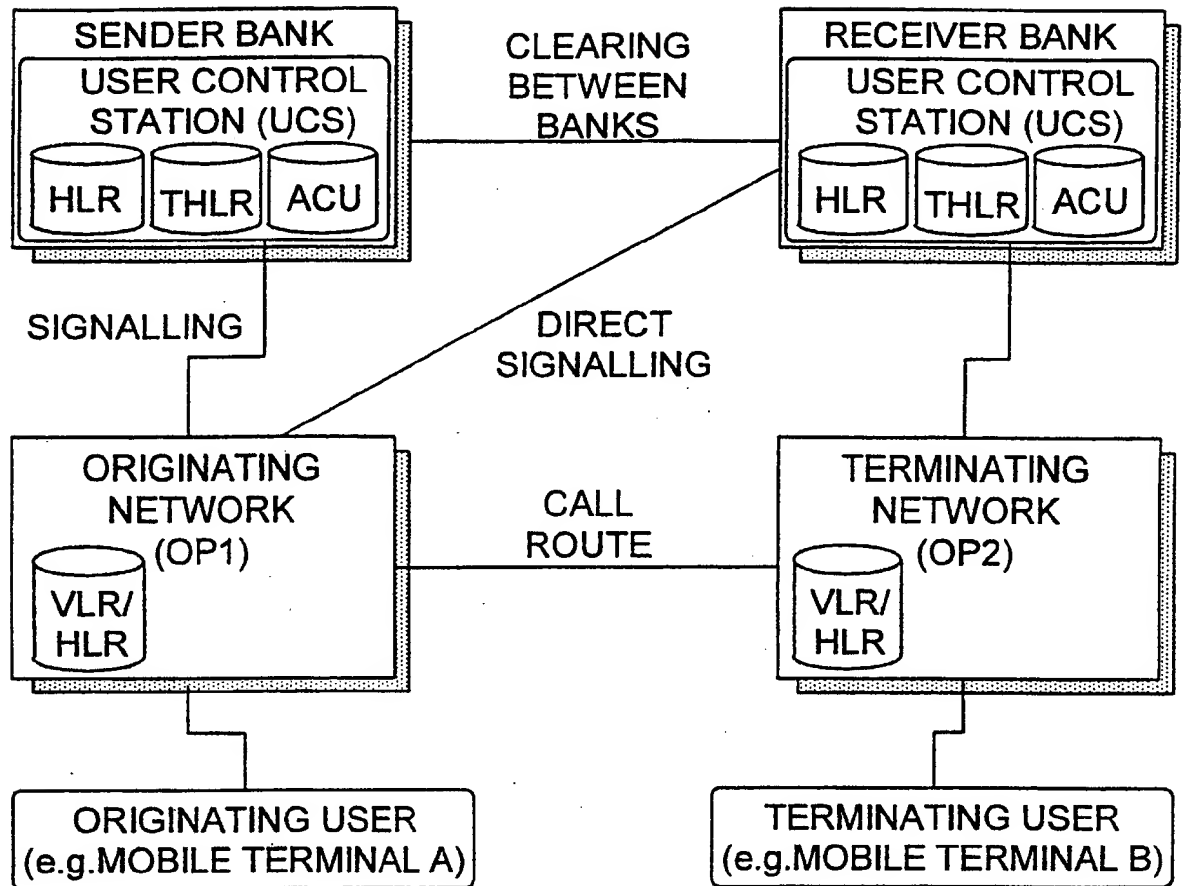 SENDER BANK
USER CONTROL
STATION (UCS)
HLR
THLR
ACU
CLEARING
BETWEEN
BANKS
RECEIVER BANK
USER CONTROL
STATION (UCS)
HLR
THLR
ACU
SIGNALLING
DIRECT
SIGNALLING
ORIGINATING
NETWORK
(OP1)
VLR/
HLR
CALL
ROUTE
TERMINATING
NETWORK
(OP2)
VLR/
HLR
ORIGINATING USER
(e.g.MOBILE TERMINAL A)
TERMINATING USER
(e.g.MOBILE TERMINAL B)